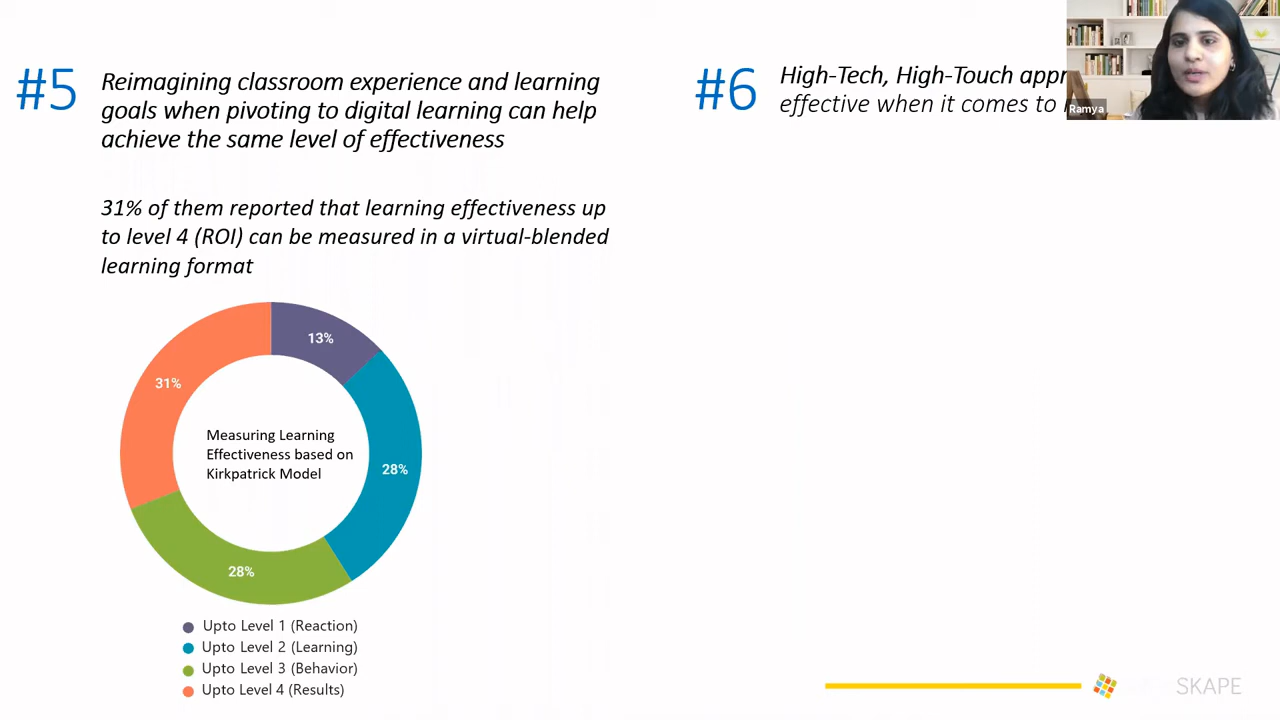 #5
Reimagining classroom experience and learning
goals when pivoting to digital learning can help
achieve the same level of effectiveness
31% of them reported that learning effectiveness up
to level 4 (ROI) can be measured in a virtual-blended
learning format
13%
31%
28%
28%
Measuring Learning
Effectiveness based on
Kirkpatrick Model
Upto Level 1 (Reaction)
Upto Level 2 (Learning)
Upto Level 3 (Behavior)
Upto Level 4 (Results)
#6
High-Tech, High-Touch
effective when it comes to
Ramya
SKAPE